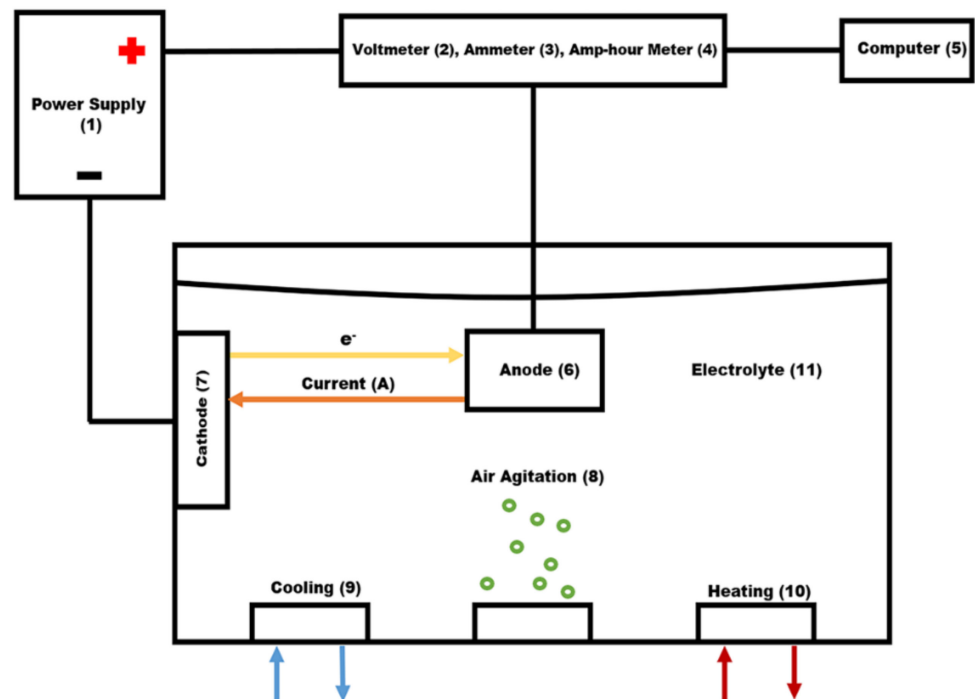 Voltmeter (2), Ammeter (3), Amp-hour Meter (4)
Computer (5)
Power Supply
(1)
e-
Current (A)
Anode (6)
Electrolyte (11)
Cathode (7)
Air Agitation (8)
Cooling (9)
Heating (10)